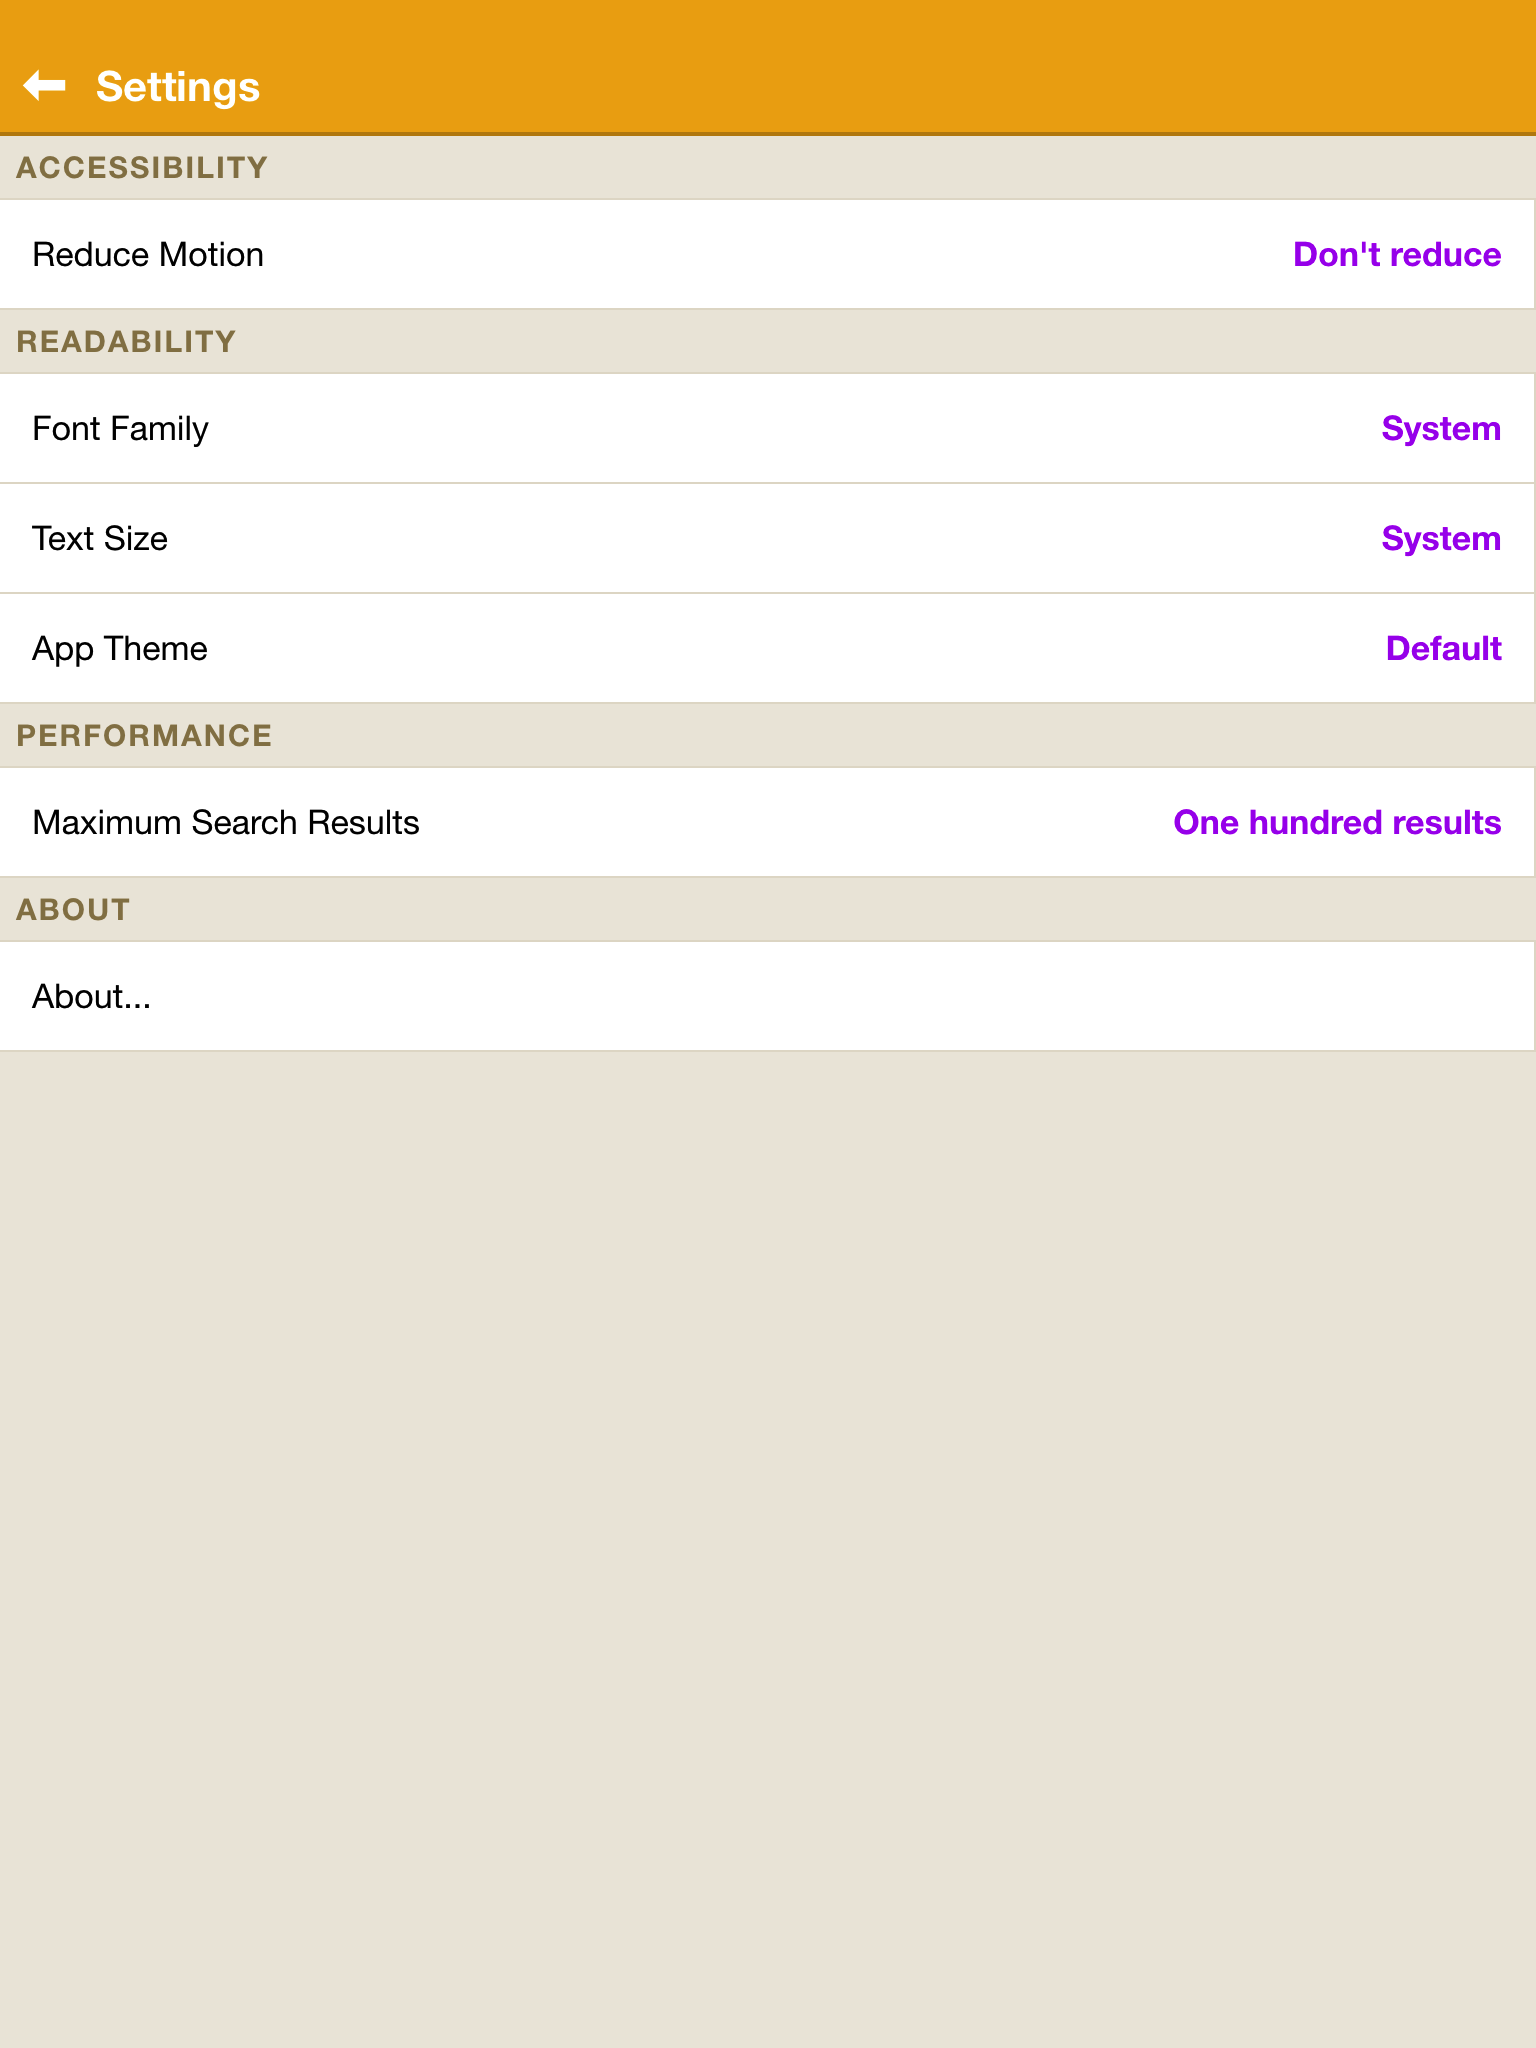 Settings
ACCESSIBILITY
Reduce Motion Don't reduce
READABILITY
Font Family System
Text Size System
App Theme Default
PERFORMANCE
Maximum Search Results One hundred results
ABOUT
About...